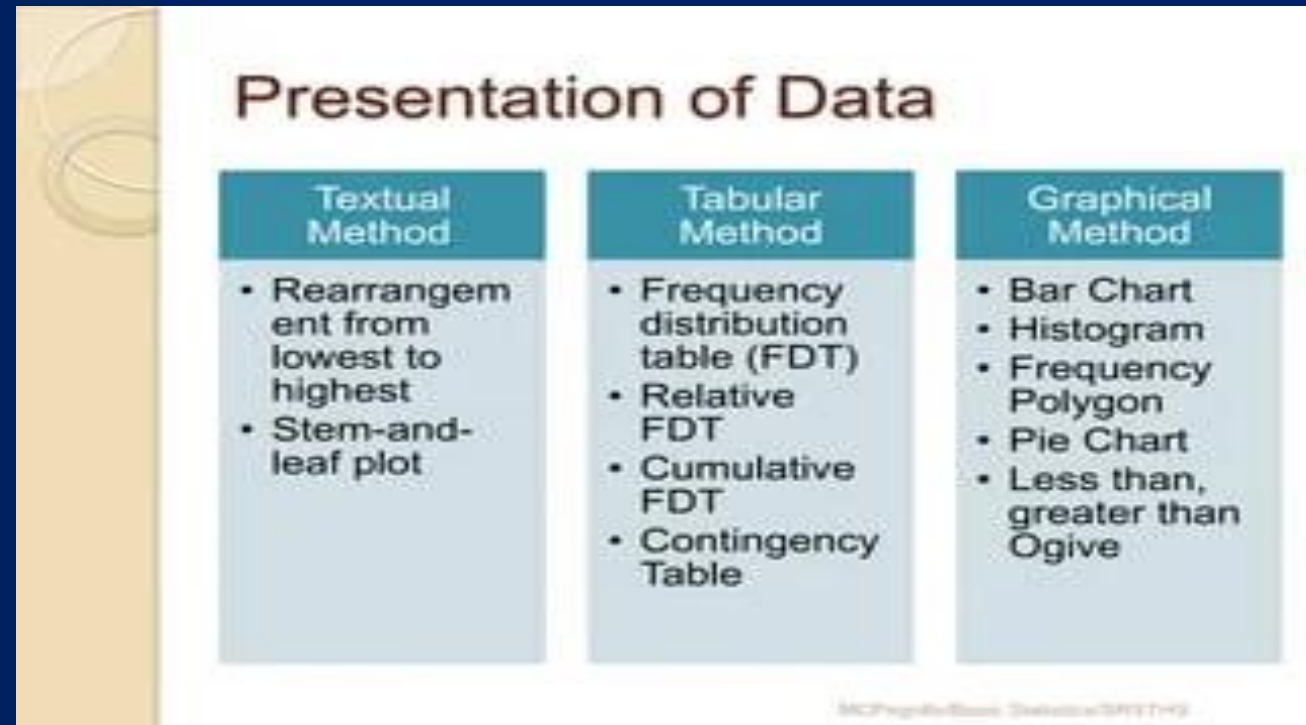 Presentation of Data
Textual
Method
• Rearrangem
ent from
lowest to
highest
• Stem-and-
leaf plot
Tabular
Method
• Frequency
distribution
table (FDT)
• Relative
FDT
• Cumulative
FDT
• Contingency
Table
Graphical
Method
• Bar Chart
• Histogram
• Frequency
Polygon
• Pie Chart
• Less than,
greater than
Ogive